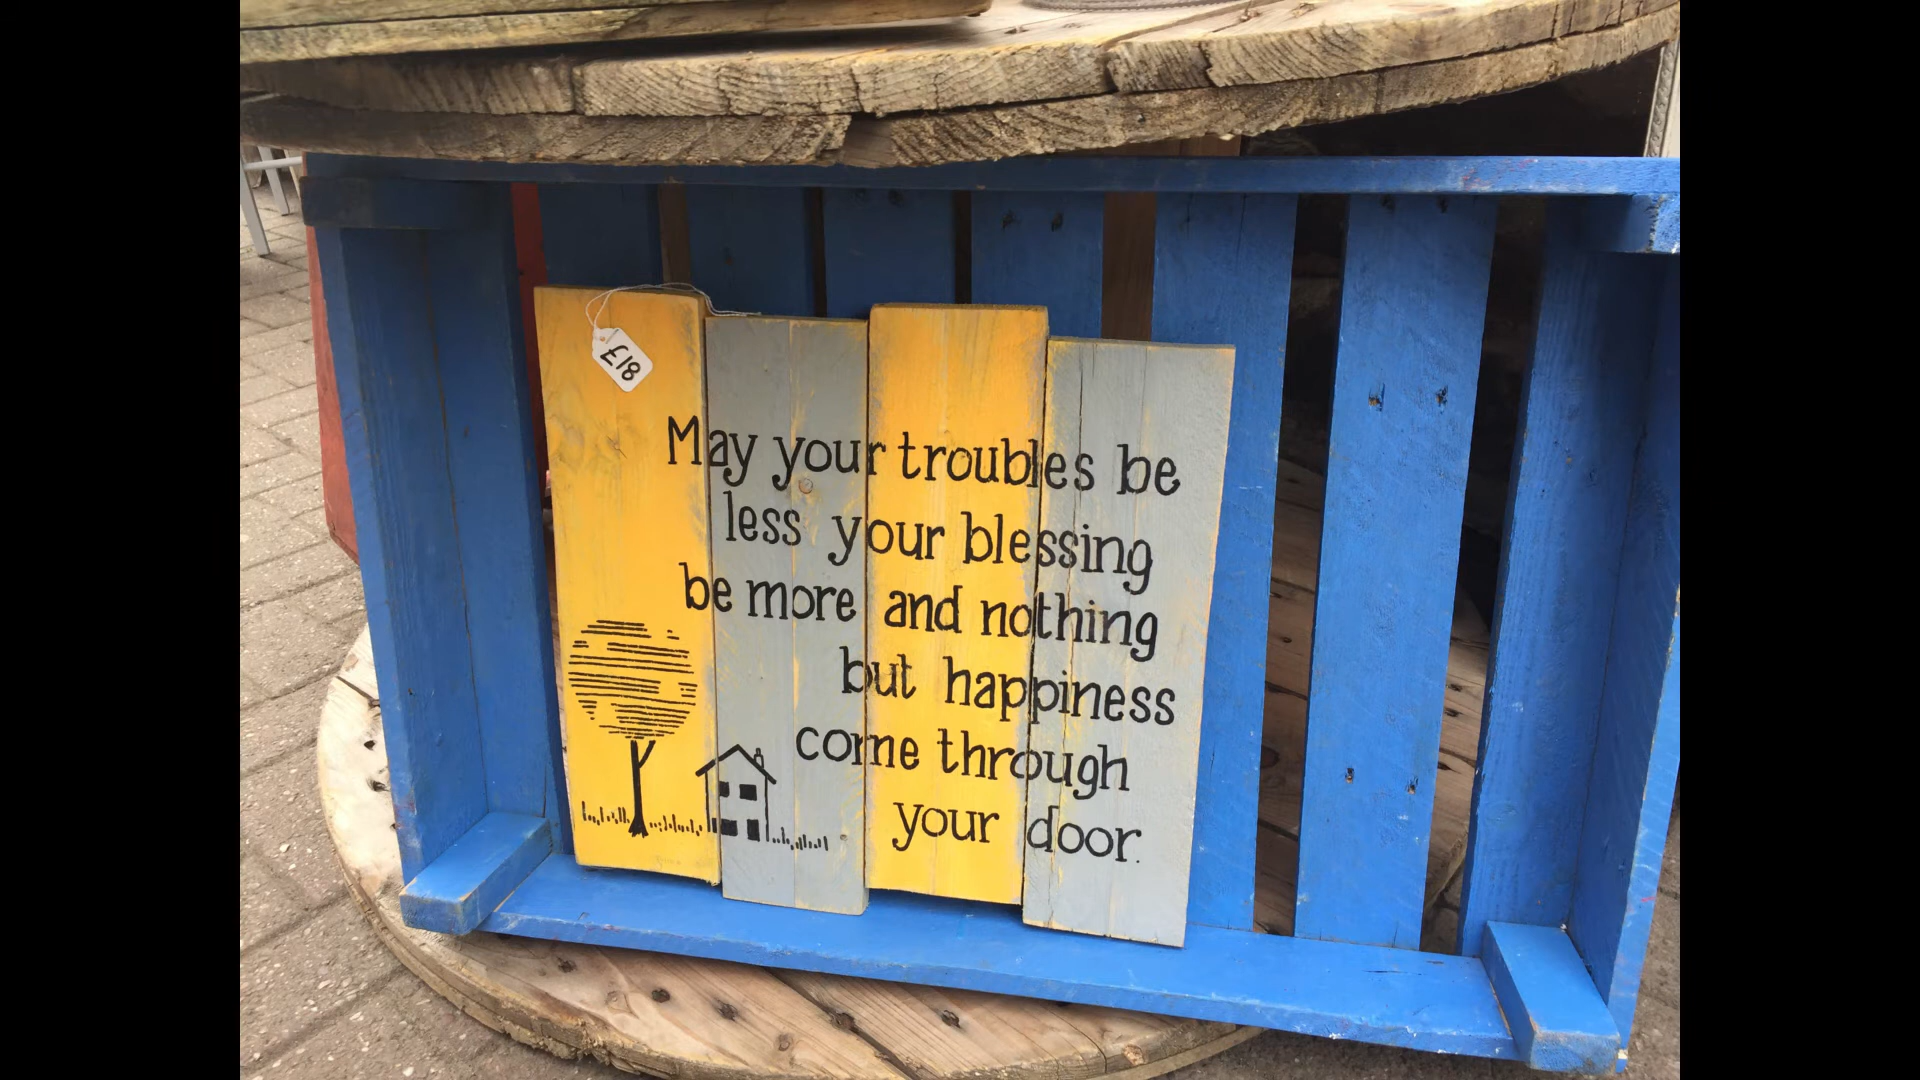 £18
May your troubles be
less your blessing
be more and nothing
but happiness
come through
your door.